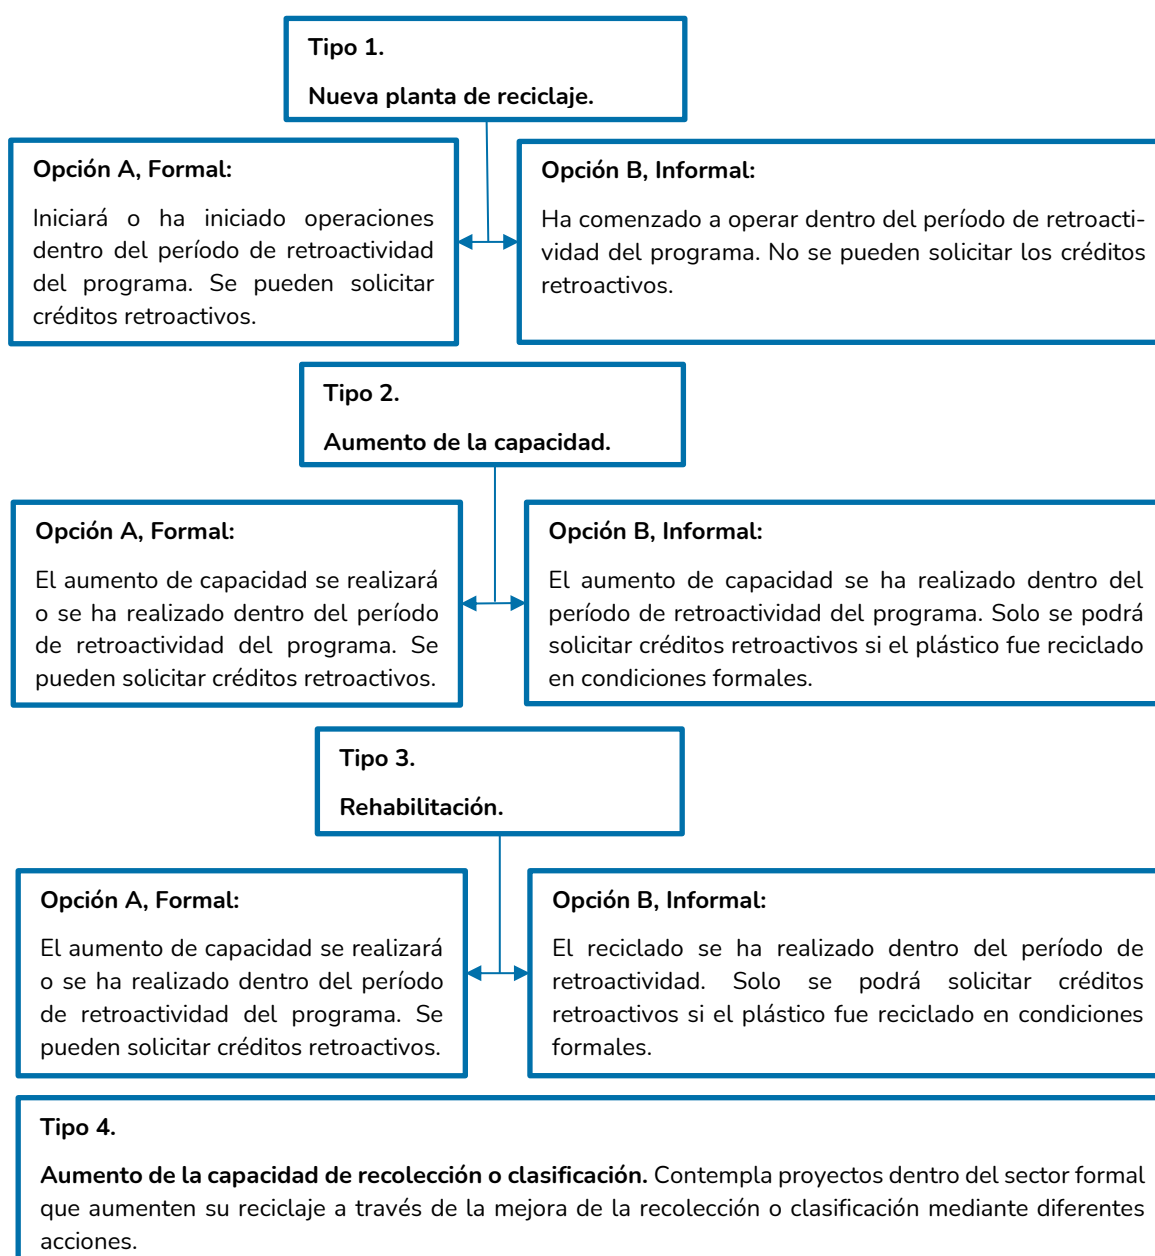 Tipo 1.
Nueva planta de reciclaje.
Opción A, Formal:
Iniciará o ha iniciado operaciones
dentro del período de retroactividad
del programa. Se pueden solicitar
créditos retroactivos.
Opción B, Informal:
Ha comenzado a operar dentro del período de retroacti-
vidad del programa. No se pueden solicitar los créditos
retroactivos.
Tipo 2.
Aumento de la capacidad.
Opción A, Formal:
El aumento de capacidad se realizará
o se ha realizado dentro del período
de retroactividad del programa. Se
pueden solicitar créditos retroactivos.
Opción B, Informal:
El aumento de capacidad se ha realizado dentro del
período de retroactividad del programa. Solo se podrá
solicitar créditos retroactivos si el plástico fue reciclado
en condiciones formales.
Tipo 3.
Rehabilitación.
Opción A, Formal:
El aumento de capacidad se realizará
o se ha realizado dentro del período
de retroactividad del programa. Se
pueden solicitar créditos retroactivos.
Opción B, Informal:
El reciclado se ha realizado dentro del período de
retroactividad. Solo se podrá solicitar créditos
retroactivos si el plástico fue reciclado en condiciones
formales.
Tipo 4.
Aumento de la capacidad de recolección o clasificación. Contempla proyectos dentro del sector formal
que aumenten su reciclaje a través de la mejora de la recolección o clasificación mediante diferentes
acciones.